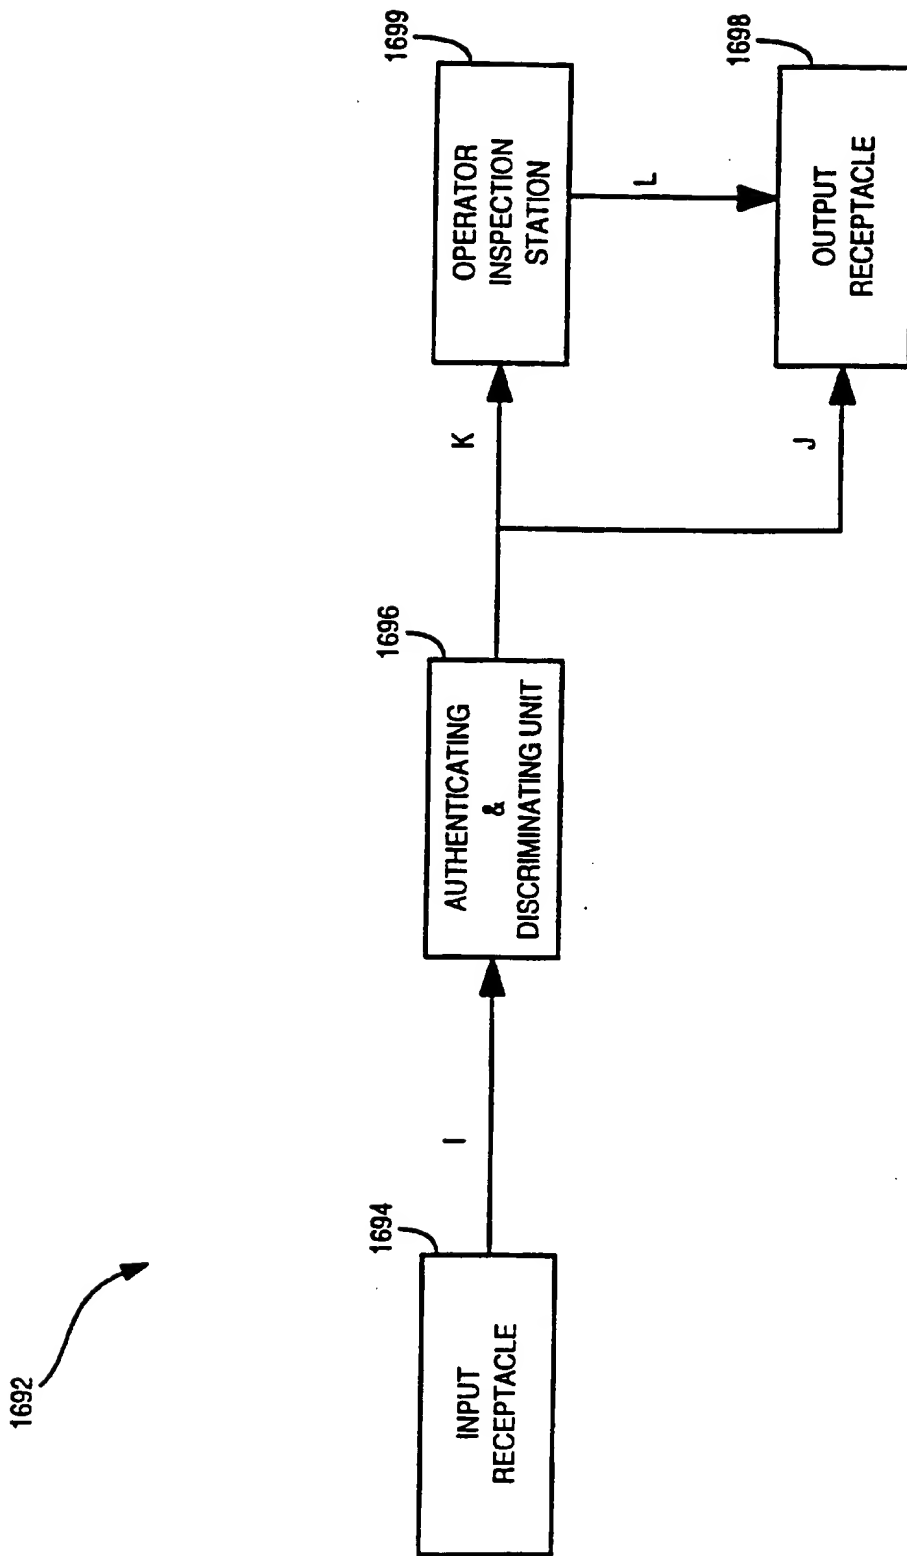 1692
1694
INPUT
RECEPTACLE
I
1696
AUTHENTICATING
&
DISCRIMINATING UNIT
K
J
1699
OPERATOR
INSPECTION
STATION
L
1698
OUTPUT
RECEPTACLE